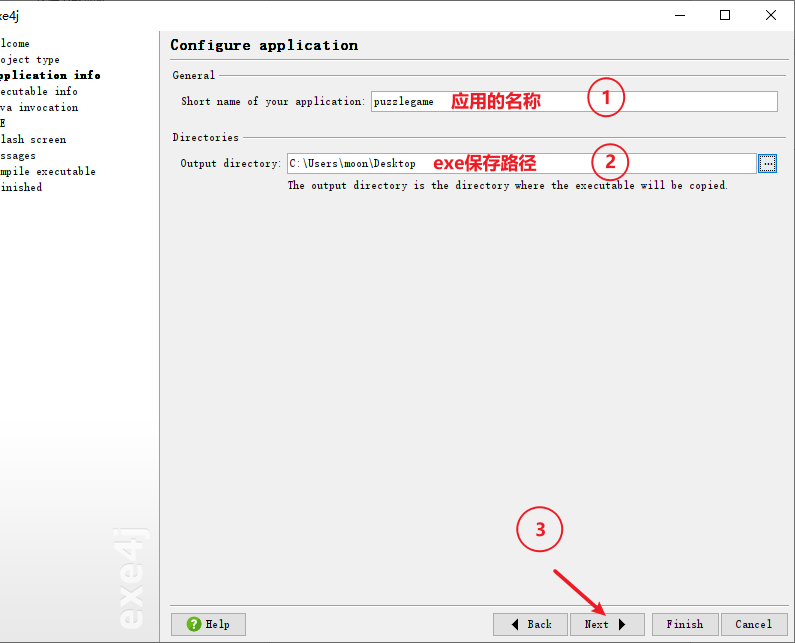 xe4j
Configure application
lcome
oject type
pplication info
ecutable info
va invocation
E
lash screen
ssages
mpile executable
inished
General
Short name of your application: puzzlegame 应用的名称 1
Directories
Output directory: C:\Users\moon\Desktop exe保存路径 2 ...
The output directory is the directory where the executable will be copied.
3
exe4j
? Help
Back
Next
Finish
Cancel